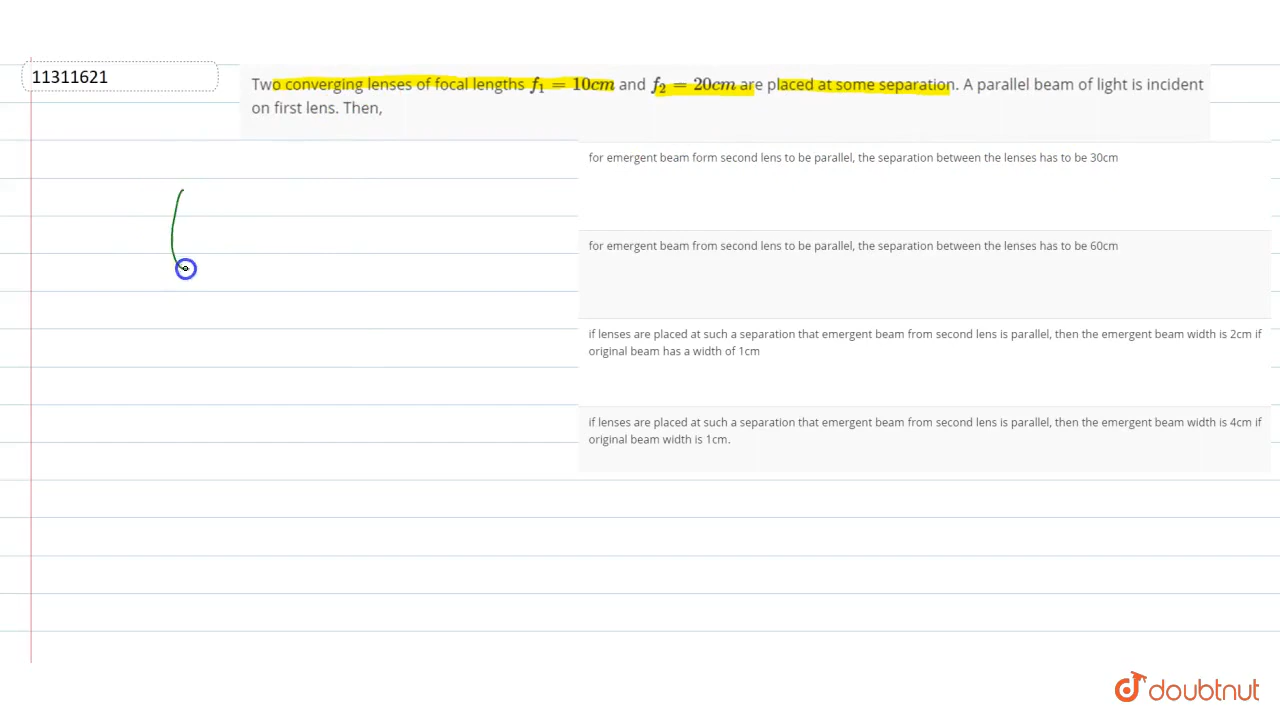 11311621
Two converging lenses of focal lengths f₁ = 10cm and f₂ = 20cm are placed at some separation. A parallel beam of light is incident
on first lens. Then,
for emergent beam form second lens to be parallel, the separation between the lenses has to be 30cm
for emergent beam from second lens to be parallel, the separation between the lenses has to be 60cm
if lenses are placed at such a separation that emergent beam from second lens is parallel, then the emergent beam width is 2cm if
original beam has a width of 1cm
if lenses are placed at such a separation that emergent beam from second lens is parallel, then the emergent beam width is 4cm if
original beam width is 1cm.
doubtnut